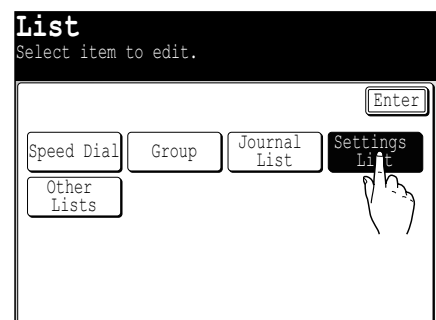 List
Select item to edit.
Enter
Speed Dial
Group
Journal
List
Settings
List
Other
Lists